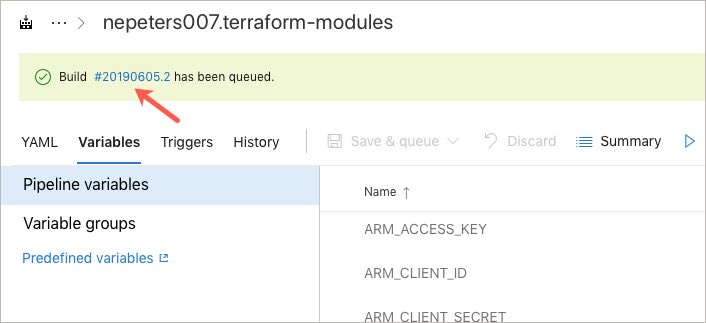 ··· > nepeters007.terraform-modules
Build #20190605.2 has been queued.
YAML Variables Triggers History Save & queue Discard Summary
Pipeline variables
Variable groups
Predefined variables
Name ↑
ARM_ACCESS_KEY
ARM_CLIENT_ID
ARM_CLIENT_SECRET